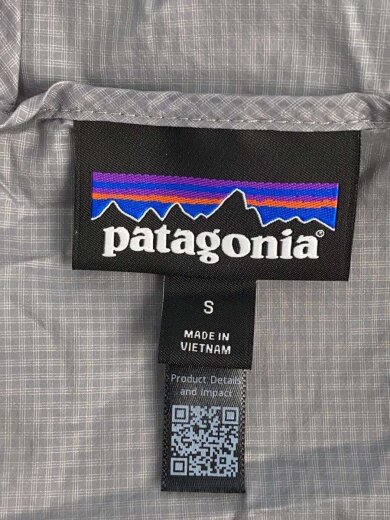 patagonia®
S
MADE IN
VIETNAM
Product Details
and Impact